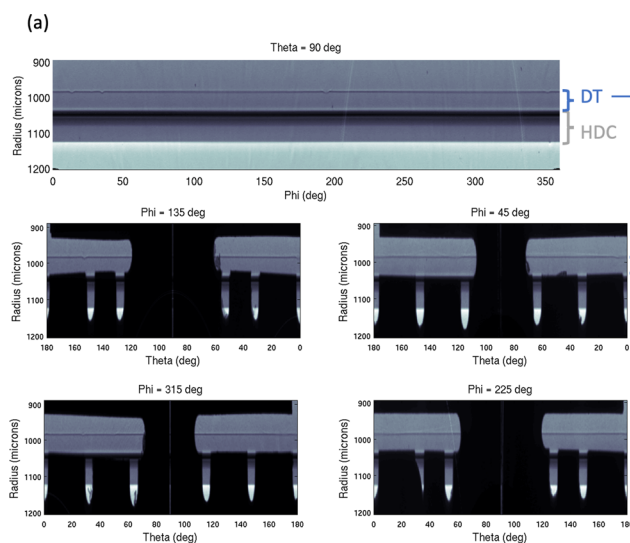 (a)
Theta = 90 deg
Radius (microns)
900
1000
1100
1200
0 50 100 150 200 250 300 350
Phi (deg)
DT
HDC
Phi = 135 deg
Radius (microns)
900
1000
1100
1200
180 160 140 120 100 80 60 40 20 0
Theta (deg)
Phi = 45 deg
Radius (microns)
900
1000
1100
1200
180 160 140 120 100 80 60 40 20 0
Theta (deg)
Phi = 315 deg
Radius (microns)
900
1000
1100
1200
0 20 40 60 80 100 120 140 160 180
Theta (deg)
Phi = 225 deg
Radius (microns)
900
1000
1100
1200
0 20 40 60 80 100 120 140 160 180
Theta (deg)